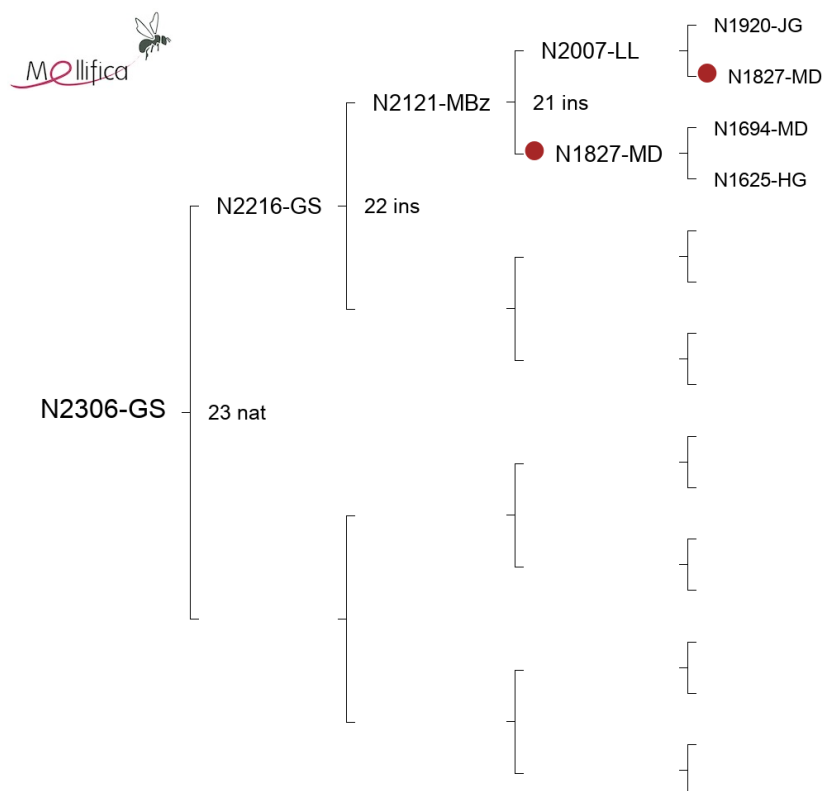 Mellifica
N1920-JG
N2007-LL
N1827-MD
N2121-MBz
21 ins
N1694-MD
N1827-MD
N1625-HG
N2216-GS
22 ins
N2306-GS
23 nat